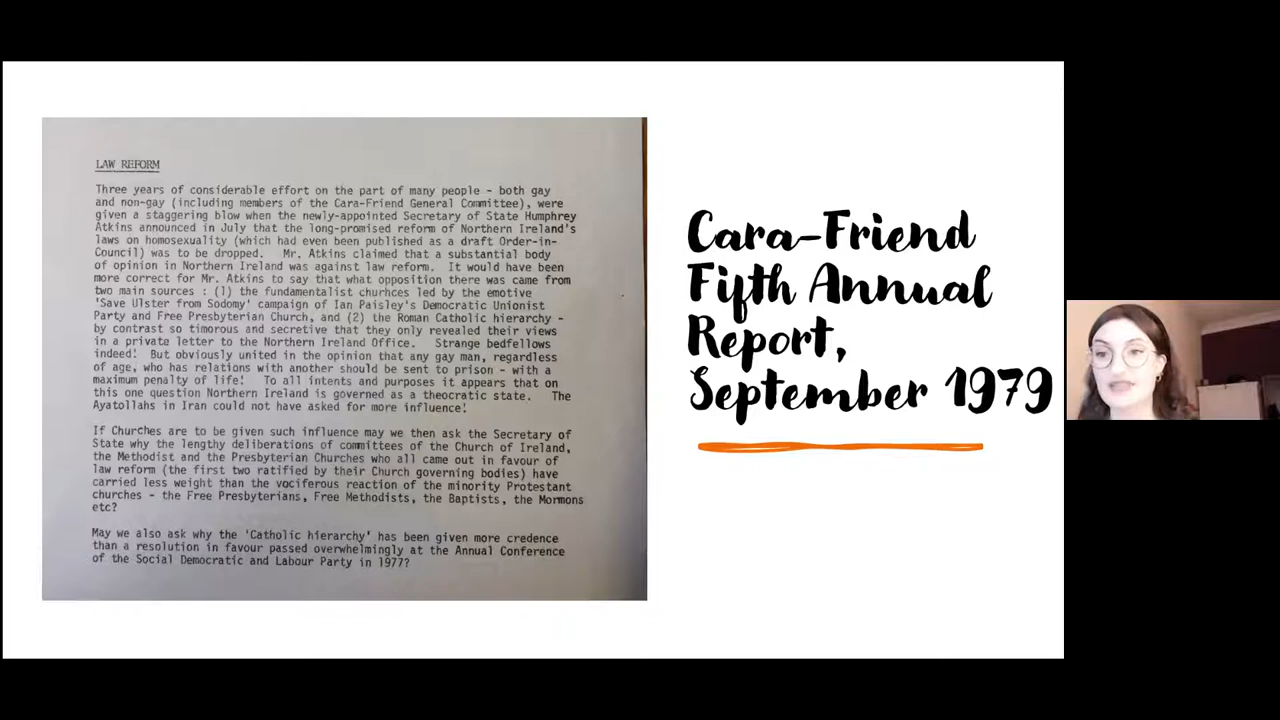 LAW REFORM
Three years of considerable effort on the part of many people - both gay
and non-gay (including members of the Cara-Friend General Committee), were
given a staggering blow when the newly-appointed Secretary of State Humphrey
Atkins announced in July that the long-promised reform of Northern Ireland's
laws on homosexuality (which had even been published as a draft Order-in-
Council) was to be dropped. Mr. Atkins claimed that a substantial body
of opinion in Northern Ireland was against law reform. It would have been
more correct for Mr. Atkins to say that what opposition there was came from
two main sources : (1) the fundamentalist churhces led by the emotive
'Save Ulster from Sodomy' campaign of Ian Paisley's Democratic Unionist
Party and Free Presbyterian Church, and (2) the Roman Catholic hierarchy -
by contrast so timorous and secretive that they only revealed their views
in a private letter to the Northern Ireland Office. Strange bedfellows
indeed! But obviously united in the opinion that any gay man, regardless
of age, who has relations with another should be sent to prison - with a
maximum penalty of life! To all intents and purposes it appears that on
this one question Northern Ireland is governed as a theocratic state. The
Ayatollahs in Iran could not have asked for more influence!
If Churches are to be given such influence may we then ask the Secretary of
State why the lengthy deliberations of committees of the Church of Ireland,
the Methodist and the Presbyterian Churches who all came out in favour of
law reform (the first two ratified by their Church governing bodies) have
carried less weight than the vociferous reaction of the minority Protestant
churches - the Free Presbyterians, Free Methodists, the Baptists, the Mormons
etc?
May we also ask why the 'Catholic hierarchy' has been given more credence
than a resolution in favour passed overwhelmingly at the Annual Conference
of the Social Democratic and Labour Party in 1977?
Cara-Friend
Fifth Annual
Report,
September 1979